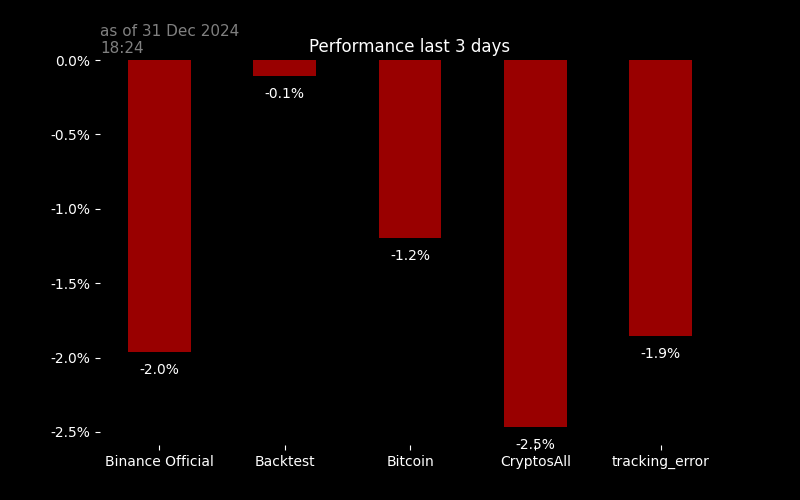 as of 31 Dec 2024
18:24
Performance last 3 days
0.0%
-0.5%
-1.0%
-1.5%
-2.0%
-2.5%
-2.0%
-0.1%
-1.2%
-2.5%
-1.9%
Binance Official
Backtest
Bitcoin
CryptosAll
tracking_error